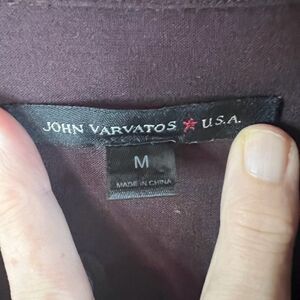 JOHN VARVATOS ★ U.S.A.
M
MADE IN CHINA